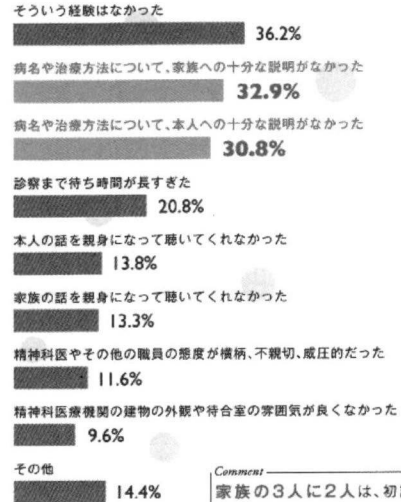 そういう経験はなかった
36.2%
病名や治療方法について、家族への十分な説明がなかった
32.9%
病名や治療方法について、本人への十分な説明がなかった
30.8%
診察まで待ち時間が長すぎた
20.8%
本人の話を親身になって聴いてくれなかった
13.8%
家族の話を親身になって聴いてくれなかった
13.3%
精神科医やその他の職員の態度が横柄、不親切、威圧的だった
11.6%
精神科医療機関の建物の外観や待合室の雰囲気が良くなかった
9.6%
その他
14.4%
Comment
家族の3人に2人は、初